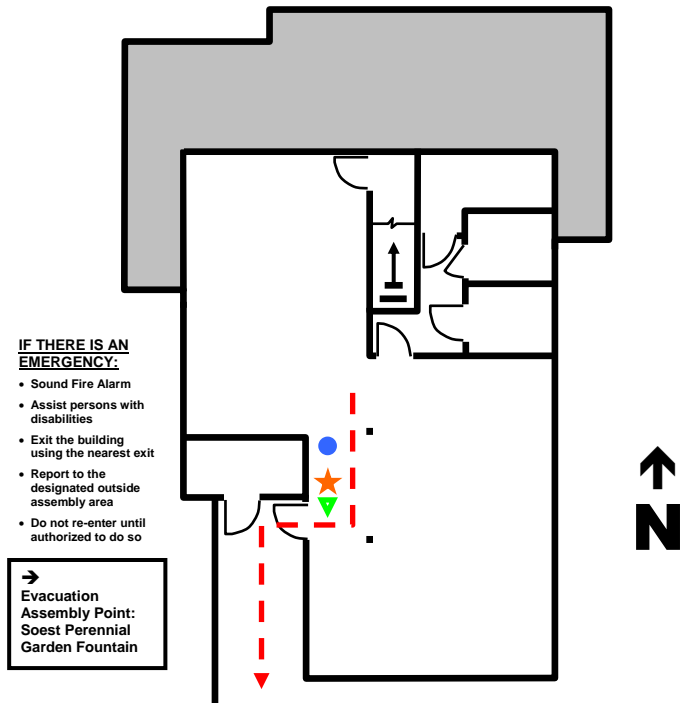 IF THERE IS AN
EMERGENCY:
• Sound Fire Alarm
• Assist persons with
disabilities
• Exit the building
using the nearest exit
• Report to the
designated outside
assembly area
• Do not re-enter until
authorized to do so
➔
Evacuation
Assembly Point:
Soest Perennial
Garden Fountain
N